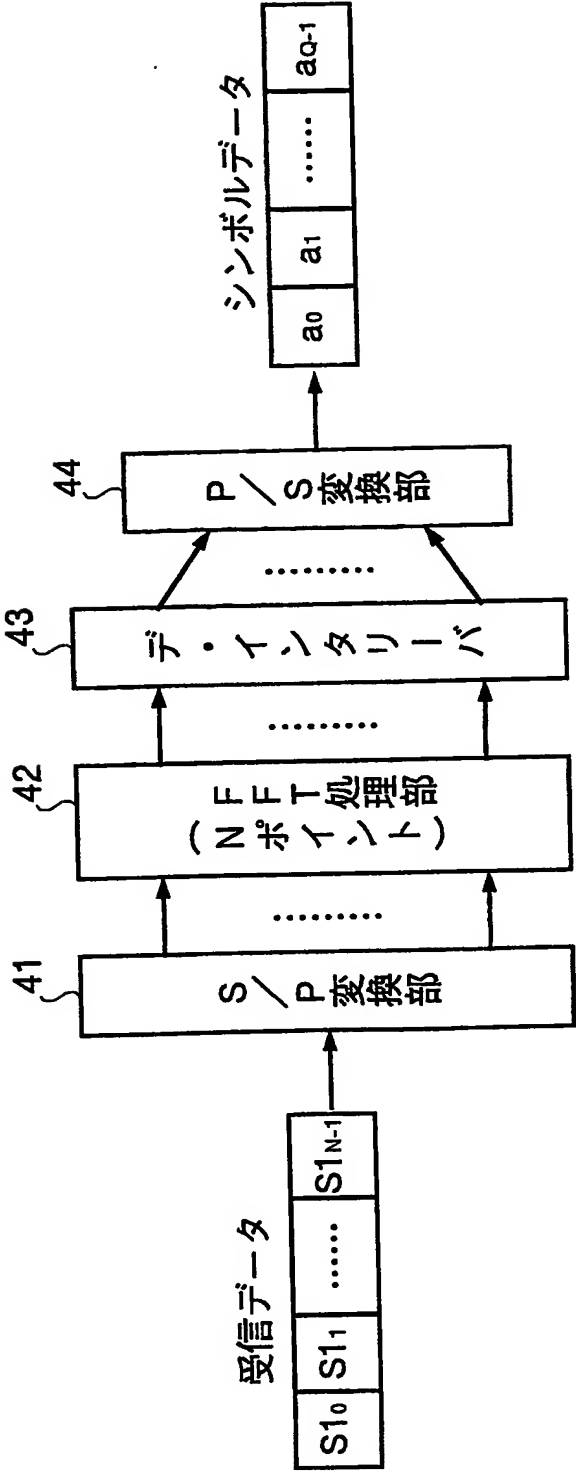 受信データ
S1₀ S1₁ ...... S1N-1
41
S／P変換部
42
FFT処理部
(Nポイント)
43
デ・インタリーバ
44
P／S変換部
シンボルデータ
a₀ a₁ ...... aQ-1